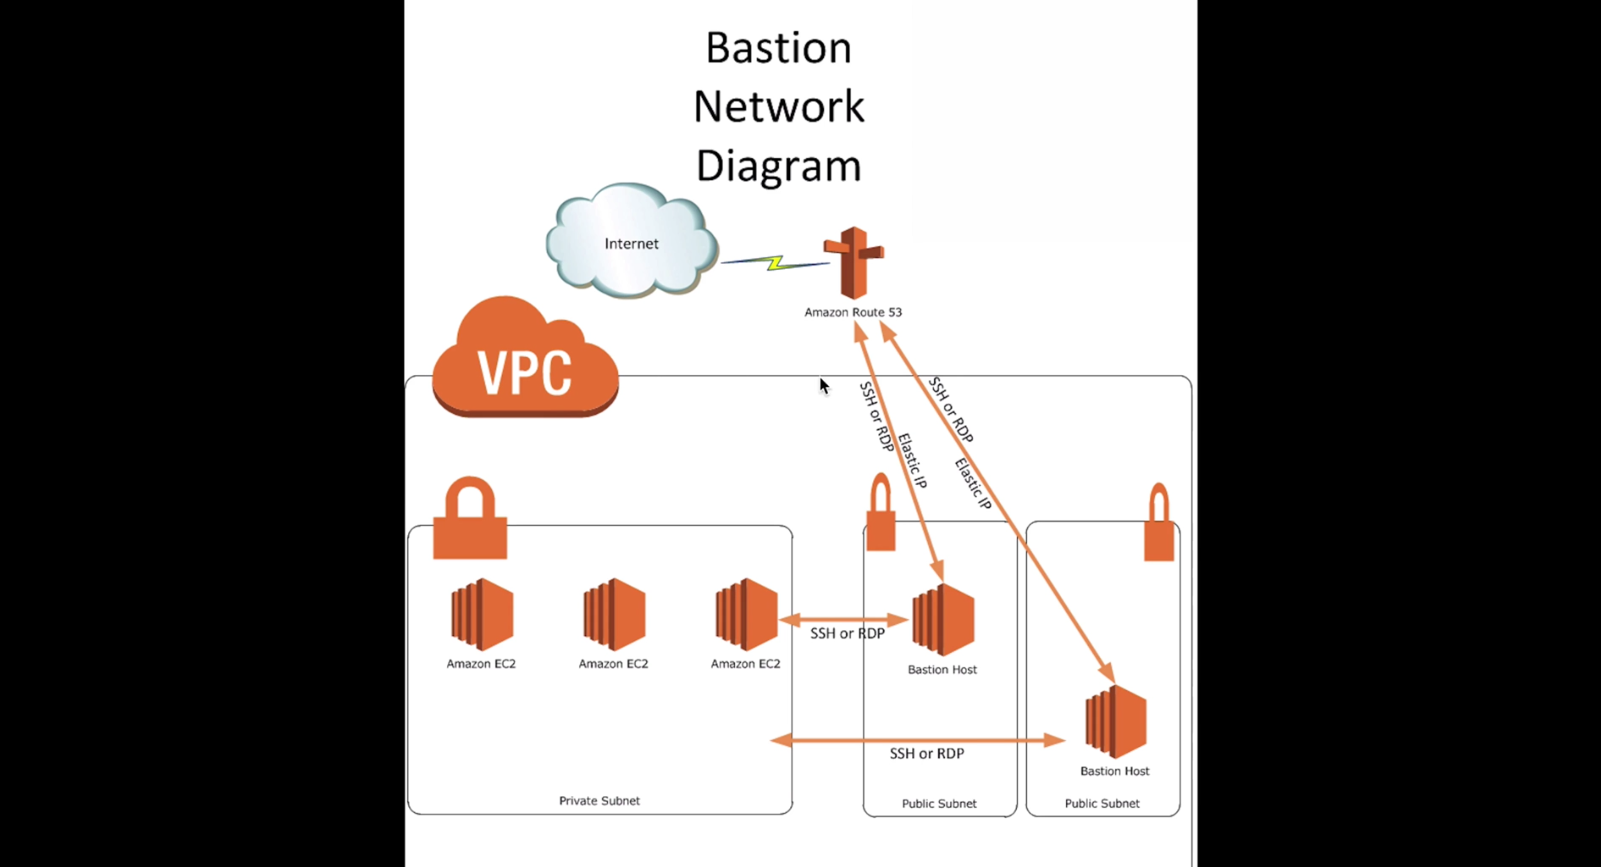 Bastion
Network
Diagram
Internet
Amazon Route 53
VPC
SSH or RDP
Elastic IP
SSH or RDP
Elastic IP
Amazon EC2
Amazon EC2
Amazon EC2
SSH or RDP
Bastion Host
SSH or RDP
Bastion Host
Private Subnet
Public Subnet
Public Subnet